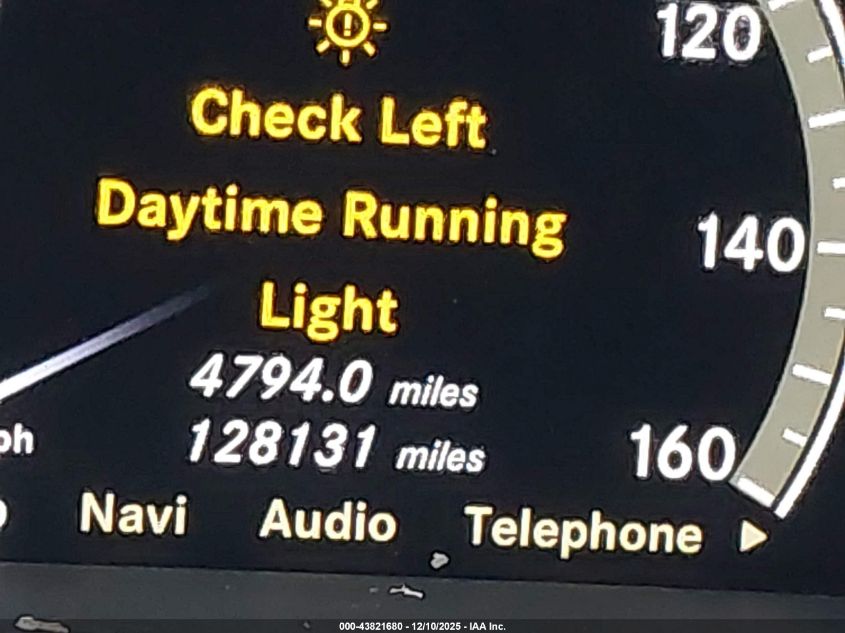 120
Check Left
Daytime Running
Light
140
4794.0 miles
128131 miles
ph
160
Navi Audio Telephone
000-43821680 - 12/10/2025 - IAA Inc.